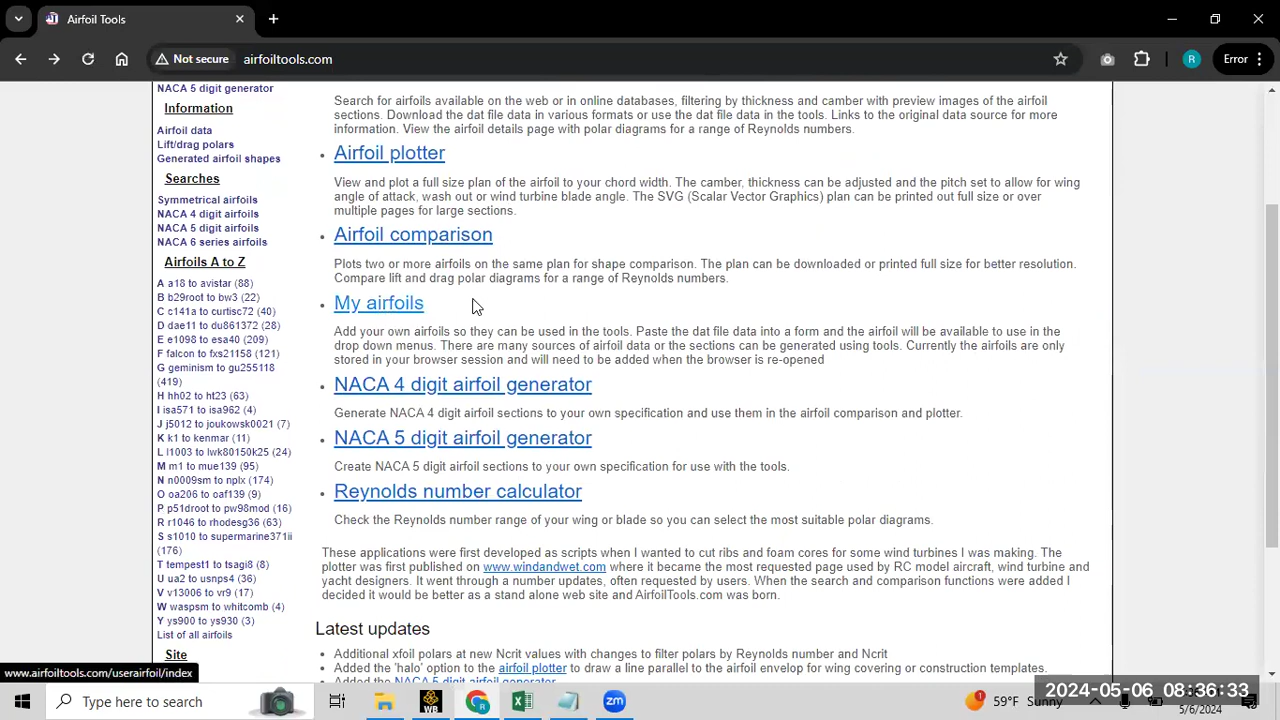 Airfoil Tools
Not secure
airfoiltools.com
R
Error
NACA 5 digit generator
Information
Airfoil data
Lift/drag polars
Generated airfoil shapes
Searches
Symmetrical airfoils
NACA 4 digit airfoils
NACA 5 digit airfoils
NACA 6 series airfoils
Airfoils A to Z
A a18 to avistar (88)
B b29root to bw3 (22)
C c141a to curtisc72 (40)
D dae11 to du861372 (28)
E e1098 to esa40 (209)
F falcon to fxs21158 (121)
G geminism to gu255118
(419)
H hh02 to ht23 (63)
I isa571 to isa962 (4)
J j5012 to joukowsk0021 (7)
K k1 to kenmar (11)
L l1003 to lwk80150k25 (24)
M m1 to mue139 (95)
N n0009sm to nplx (174)
O oa206 to oaf139 (9)
P p51droot to pw98mod (16)
R r1046 to rhodesg36 (63)
S s1010 to supermarine371ii
(176)
T tempest1 to tsagi8 (8)
U ua2 to usnps4 (36)
V v13006 to vr9 (17)
W waspsm to whitcomb (4)
Y ys900 to ys930 (3)
List of all airfoils
Site
Search for airfoils available on the web or in online databases, filtering by thickness and camber with preview images of the airfoil
sections. Download the dat file data in various formats or use the dat file data in the tools. Links to the original data source for more
information. View the airfoil details page with polar diagrams for a range of Reynolds numbers.
Airfoil plotter
View and plot a full size plan of the airfoil to your chord width. The camber, thickness can be adjusted and the pitch set to allow for wing
angle of attack, wash out or wind turbine blade angle. The SVG (Scalar Vector Graphics) plan can be printed out full size or over
multiple pages for large sections.
Airfoil comparison
Plots two or more airfoils on the same plan for shape comparison. The plan can be downloaded or printed full size for better resolution.
Compare lift and drag polar diagrams for a range of Reynolds numbers.
My airfoils
Add your own airfoils so they can be used in the tools. Paste the dat file data into a form and the airfoil will be available to use in the
drop down menus. There are many sources of airfoil data or the sections can be generated using tools. Currently the airfoils are only
stored in your browser session and will need to be added when the browser is re-opened
NACA 4 digit airfoil generator
Generate NACA 4 digit airfoil sections to your own specification and use them in the airfoil comparison and plotter.
NACA 5 digit airfoil generator
Create NACA 5 digit airfoil sections to your own specification for use with the tools.
Reynolds number calculator
Check the Reynolds number range of your wing or blade so you can select the most suitable polar diagrams.
These applications were first developed as scripts when I wanted to cut ribs and foam cores for some wind turbines I was making. The
plotter was first published on www.windandwet.com where it became the most requested page used by RC model aircraft, wind turbine and
yacht designers. It went through a number updates, often requested by users. When the search and comparison functions were added I
decided it would be better as a stand alone web site and AirfoilTools.com was born.
Latest updates
Additional xfoil polars at new Ncrit values with changes to filter polars by Reynolds number and Ncrit
Added the 'halo' option to the airfoil plotter to draw a line parallel to the airfoil envelop for wing covering or construction templates.
Added the NACA 5 digit airfoil generator
www.airfoiltools.com/userairfoil/index
Type here to search
WB
zm
1
59°F Sunny
2024-05-06 08:36:33
5/6/2024